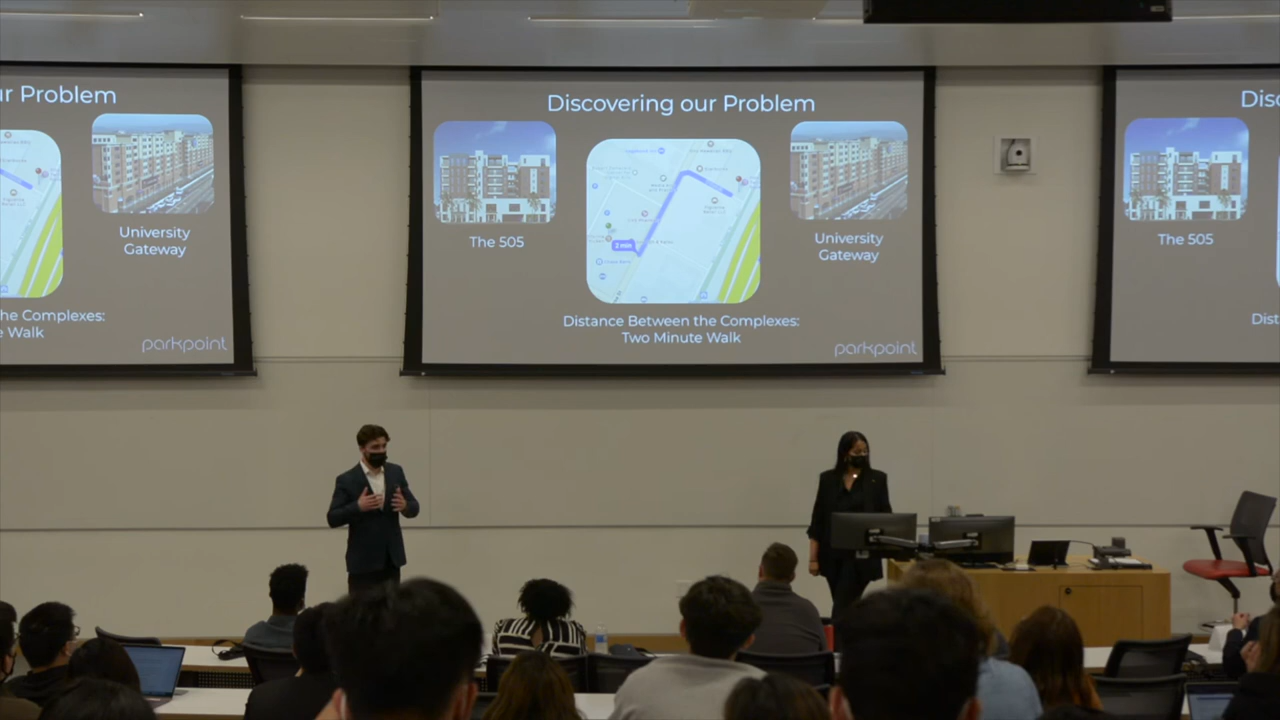 ur Problem
University
Gateway
he Complexes:
e Walk
parkpoint
Discovering our Problem
The 505
2 min
University
Gateway
Distance Between the Complexes:
Two Minute Walk
parkpoint
Disc
The 505
Dist